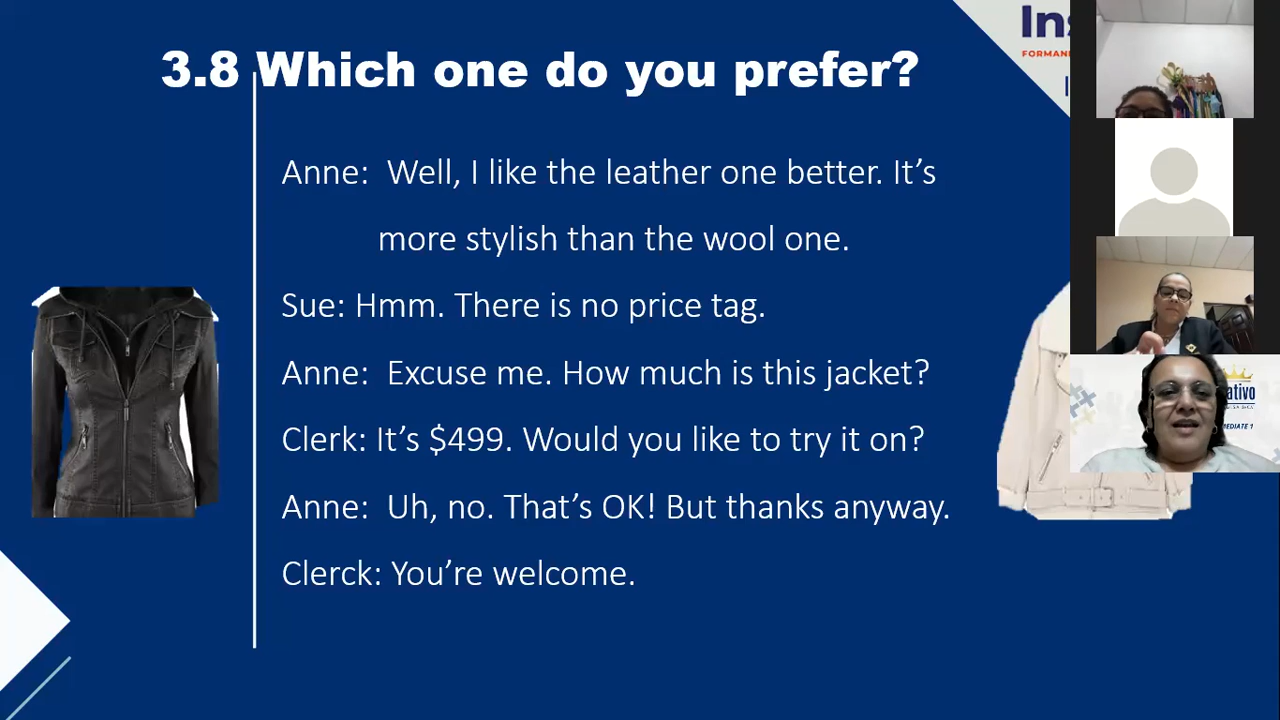 3.8 Which one do you prefer?
Anne: Well, I like the leather one better. It's
more stylish than the wool one.
Sue: Hmm. There is no price tag.
Anne: Excuse me. How much is this jacket?
Clerk: It's $499. Would you like to try it on?
Anne: Uh, no. That's OK! But thanks anyway.
Clerck: You're welcome.